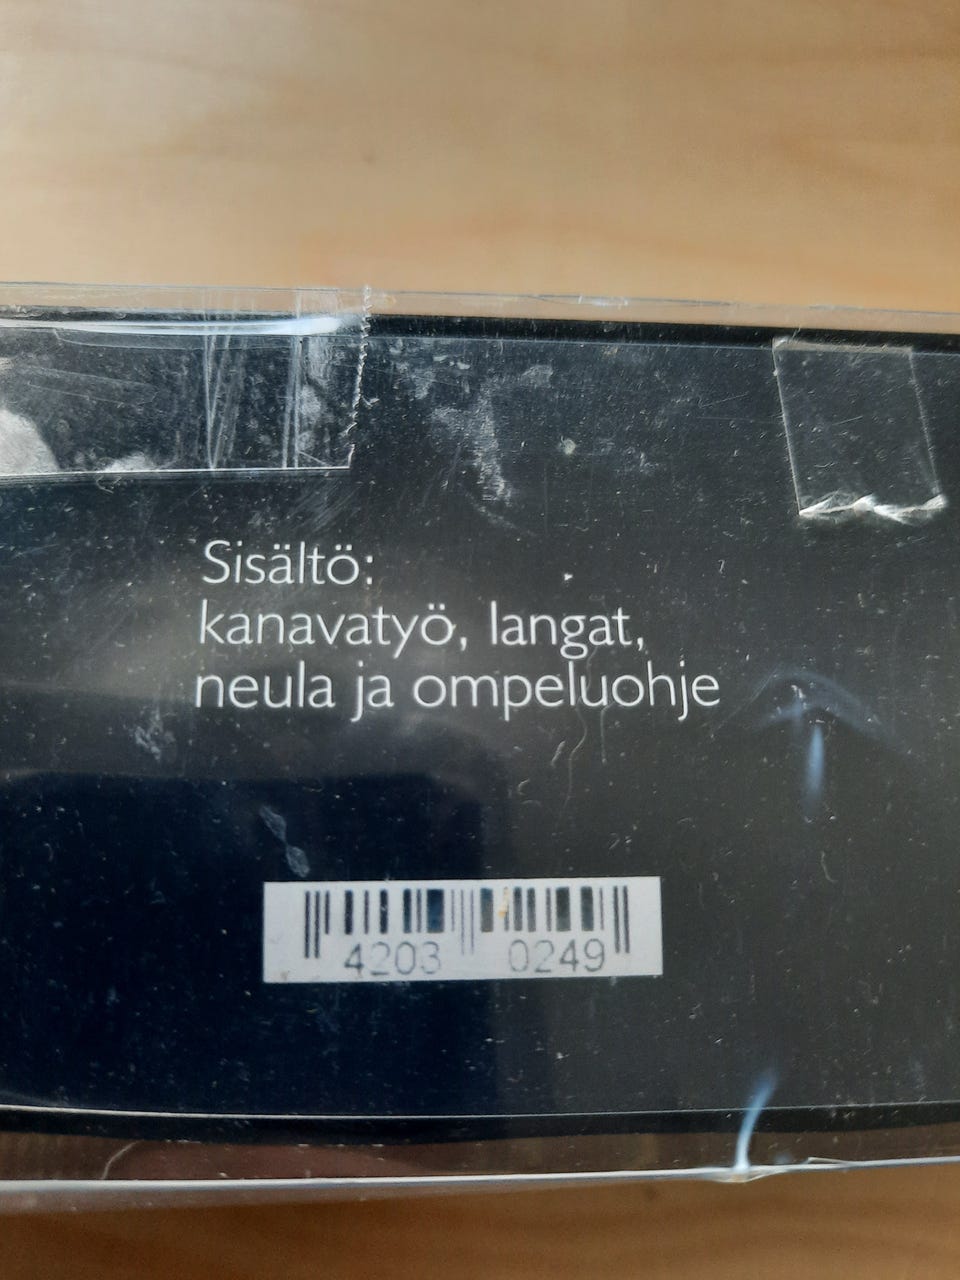 Sisältö:
kanavatyö, langat,
neula ja ompeluohje
4203 0249